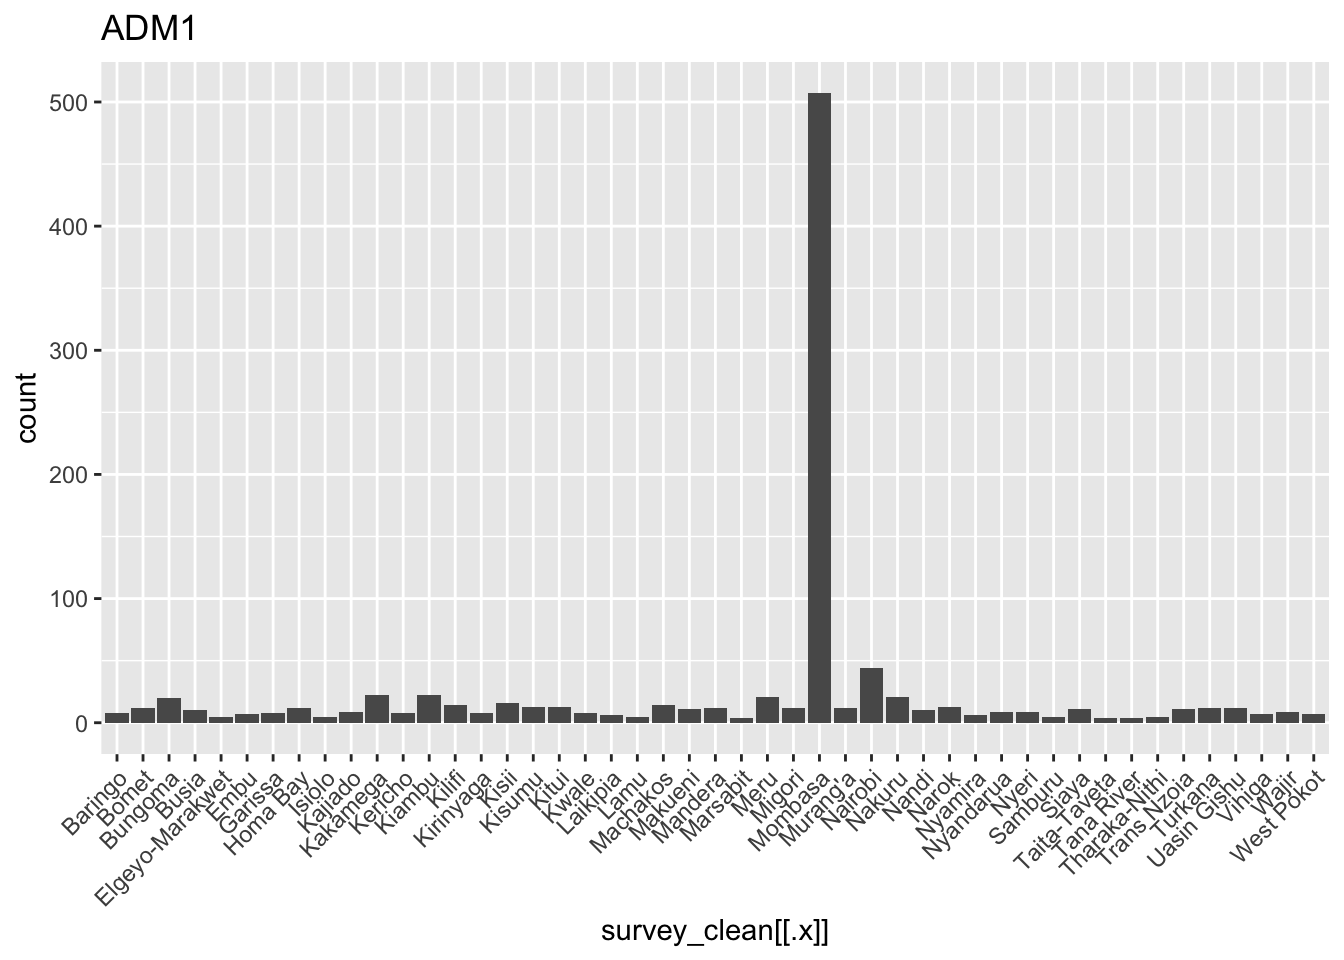 ADM1
500
400
300
200
100
0
count
Baringo
Bomet
Bungoma
Busia
Elgeyo-Marakwet
Embu
Garissa
Homa Bay
Isiolo
Kajiado
Kakamega
Kericho
Kiambu
Kilifi
Kirinyaga
Kisii
Kisumu
Kitui
Kwale
Laikipia
Lamu
Machakos
Makueni
Mandera
Marsabit
Meru
Migori
Mombasa
Murang'a
Nairobi
Nakuru
Nandi
Narok
Nyamira
Nyandarua
Nyeri
Samburu
Siaya
Taita-Taveta
Tana River
Tharaka-Nithi
Trans Nzoia
Turkana
Uasin Gishu
Vihiga
Wajir
West Pokot
survey_clean[[.x]]